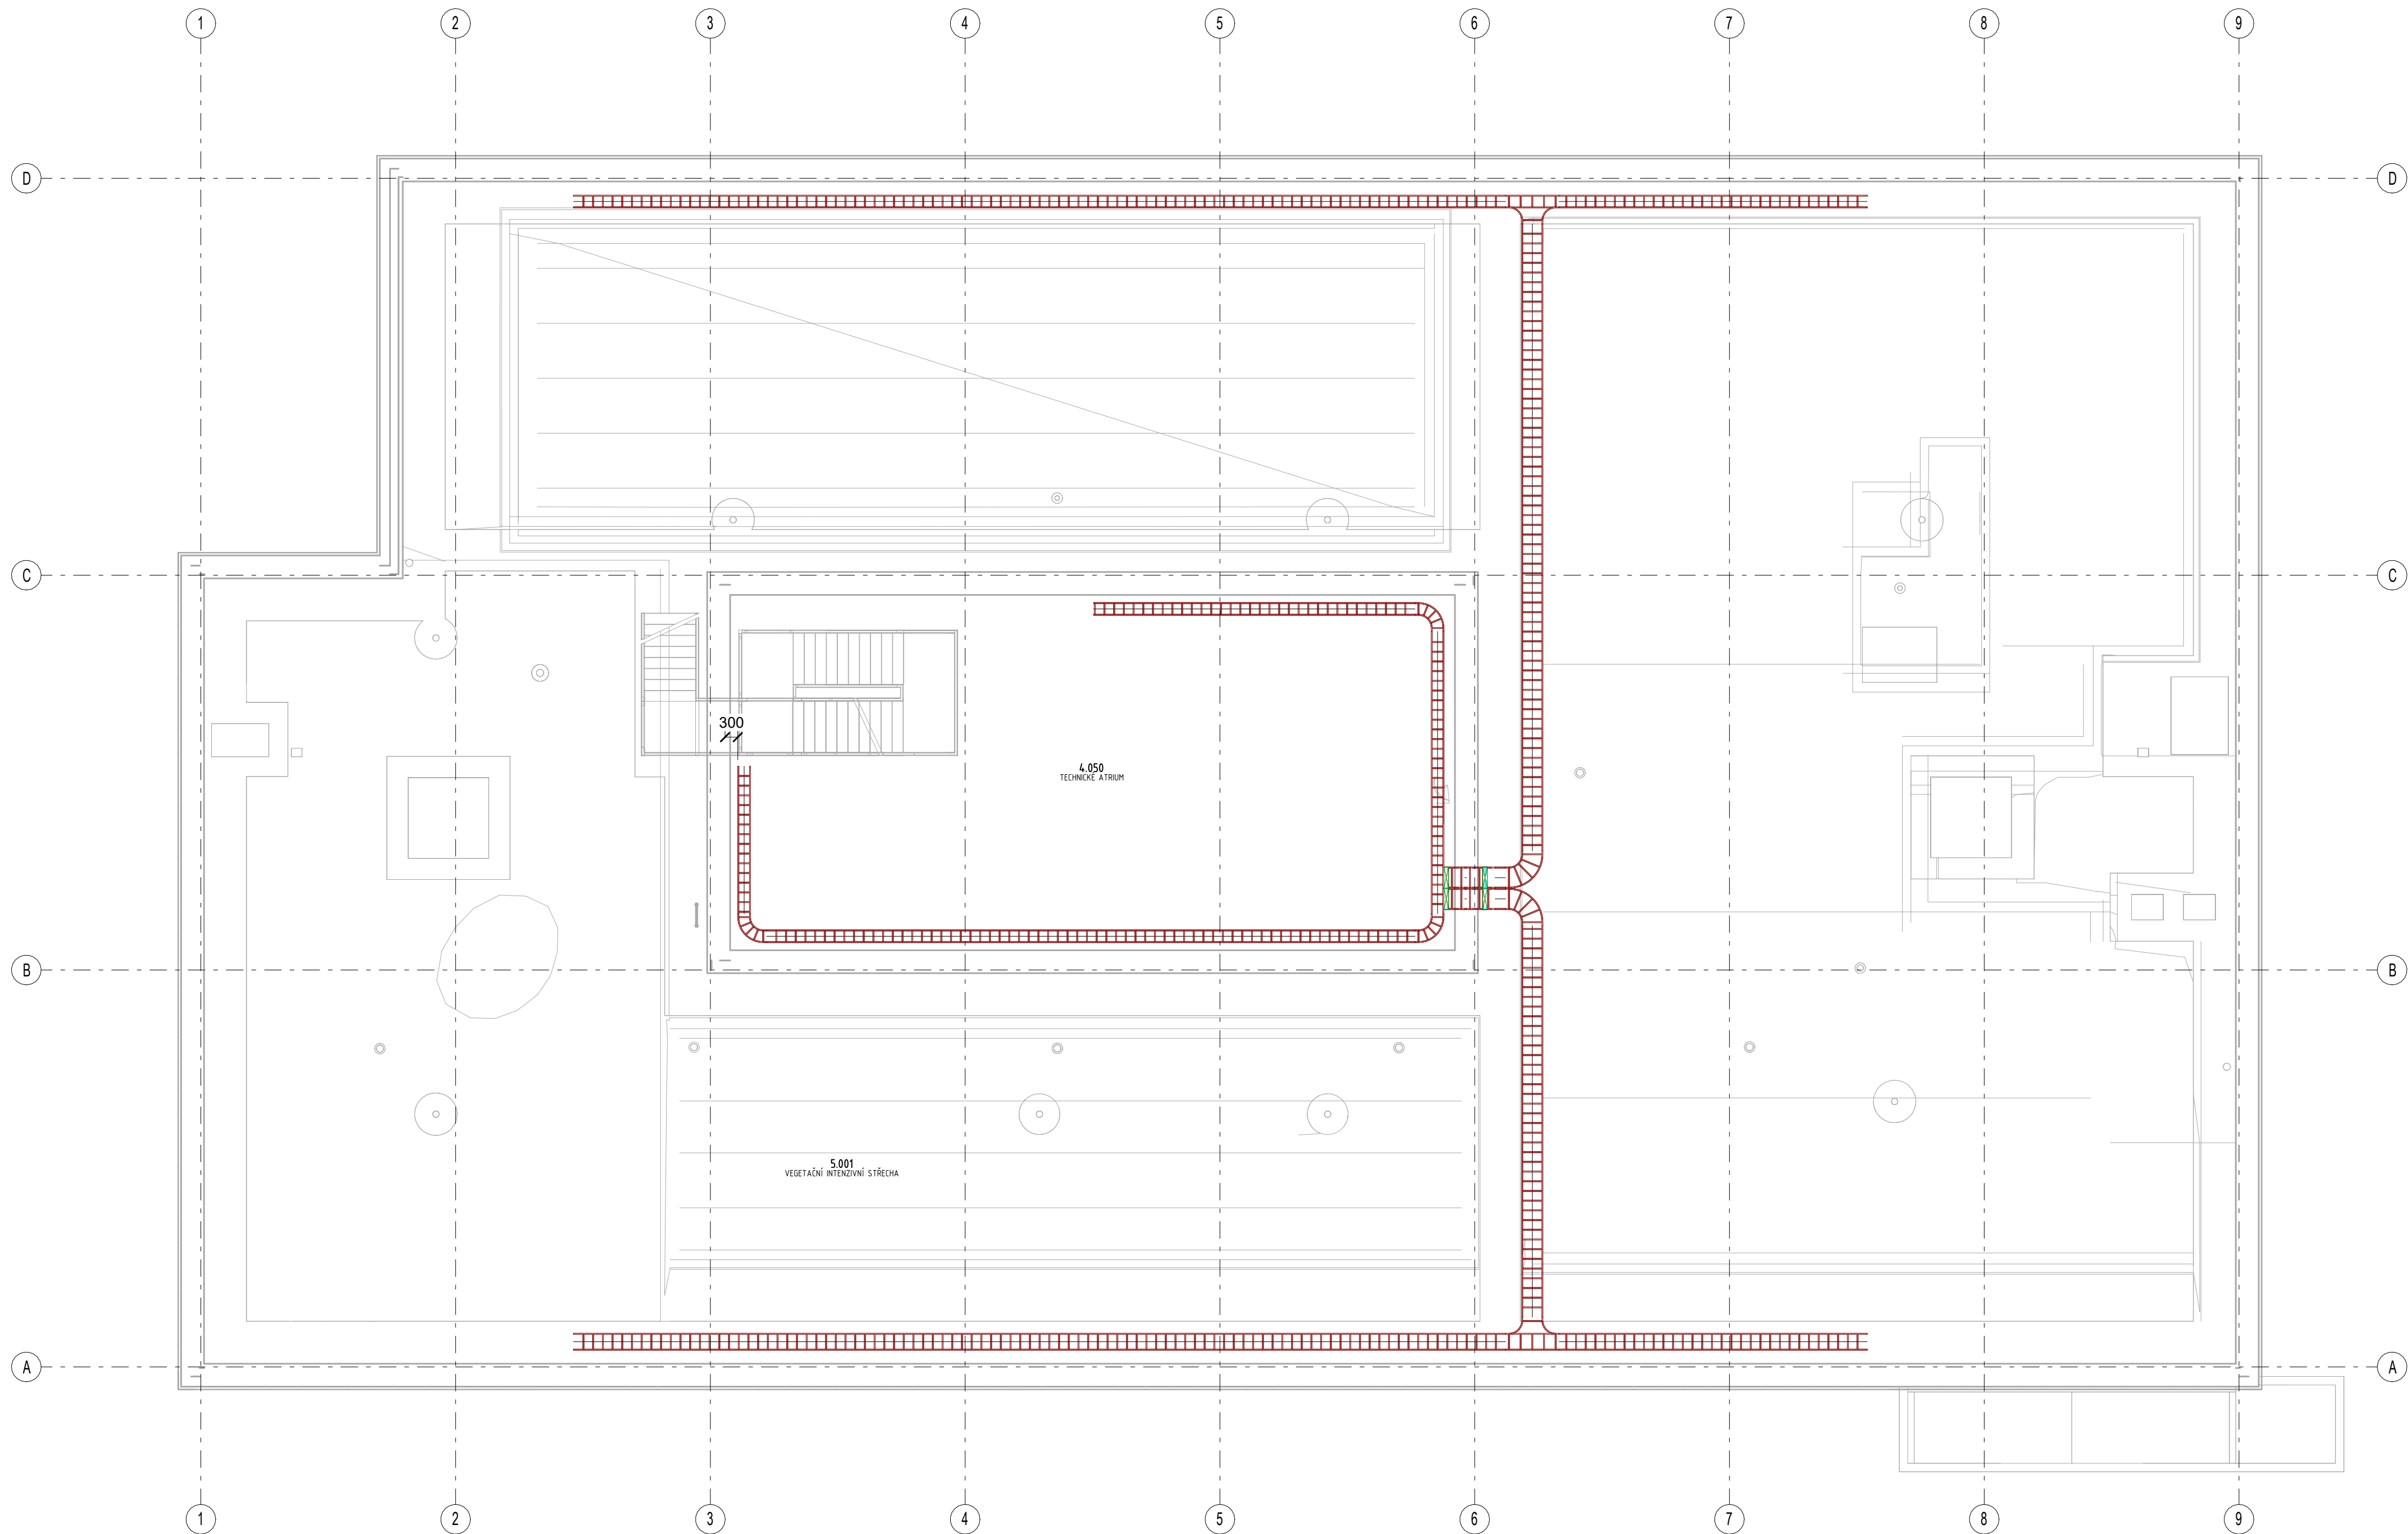 1 2 3 4 5 6 7 8 9
D D
C C
300
4.050
TECHNICKÉ ATRIUM
B B
5.001
VEGETAČNÍ INTENZIVNÍ STŘECHA
A A
1 2 3 4 5 6 7 8 9